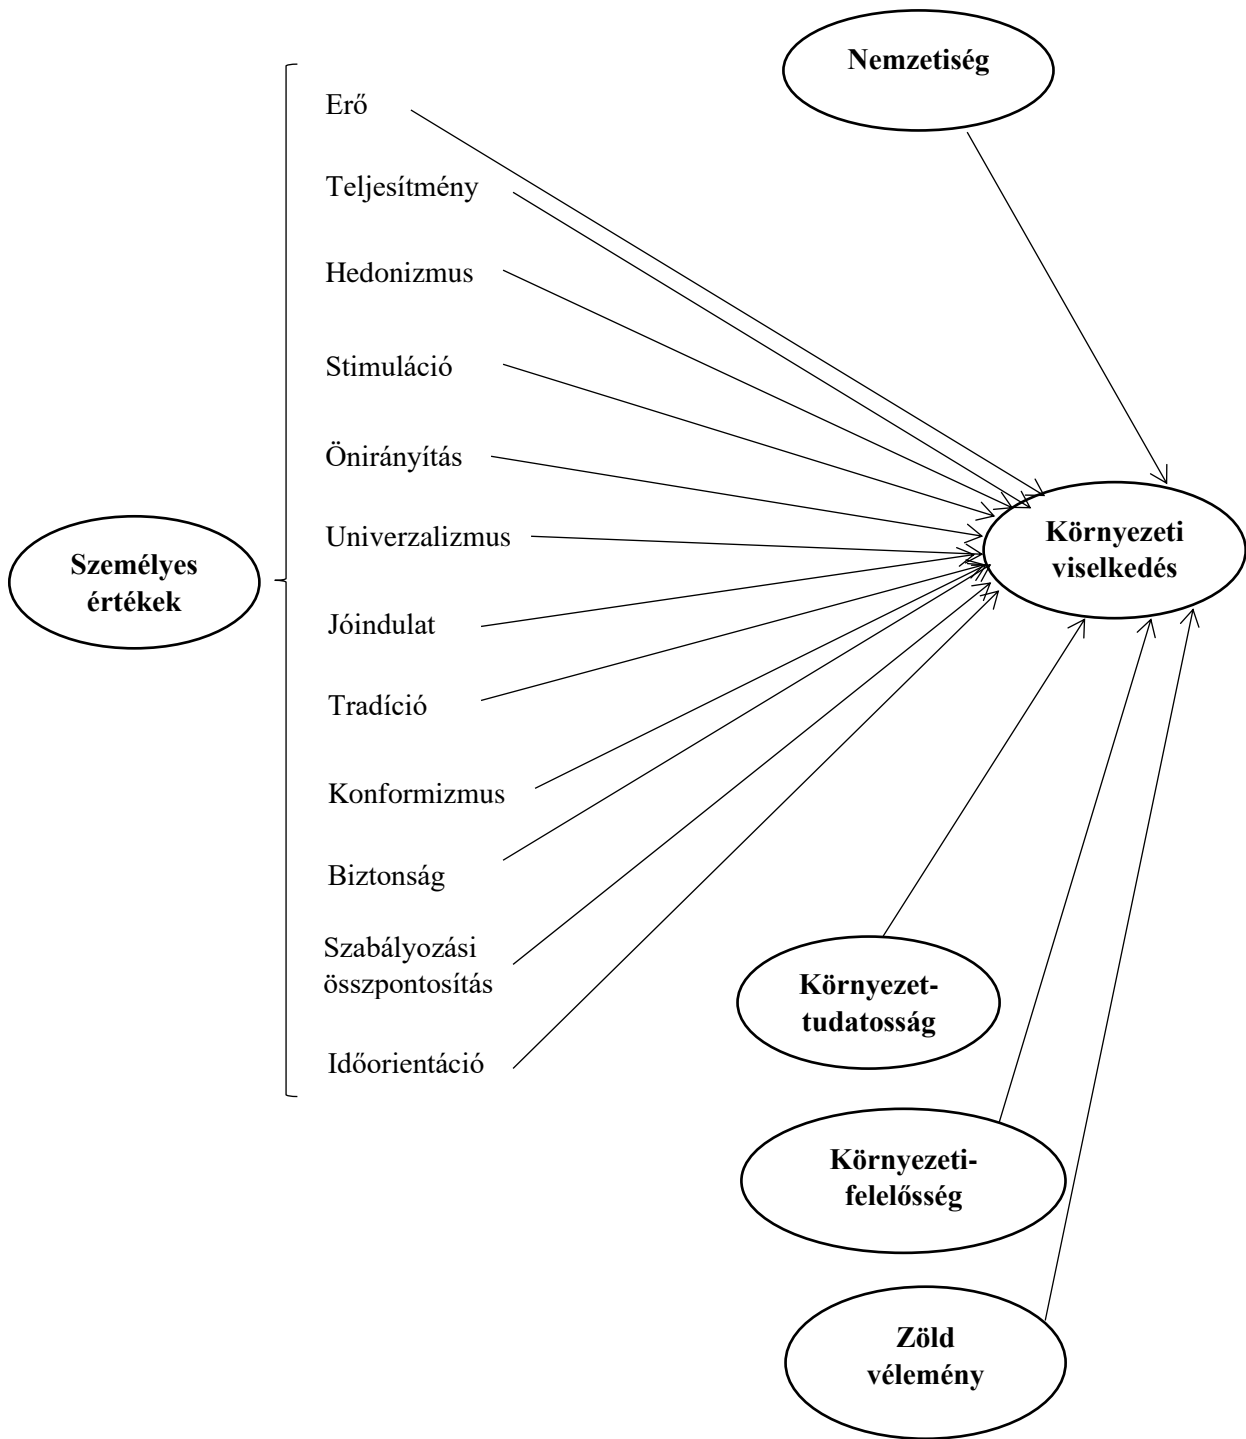 Nemzetiség
Erő
Teljesítmény
Hedonizmus
Stimuláció
Önirányítás
Univerzalizmus
Jóindulat
Tradíció
Konformizmus
Biztonság
Szabályozási
összpontosítás
Időorientáció
Személyes
értékek
Környezeti
viselkedés
Környezet-
tudatosság
Környezeti-
felelősség
Zöld
vélemény